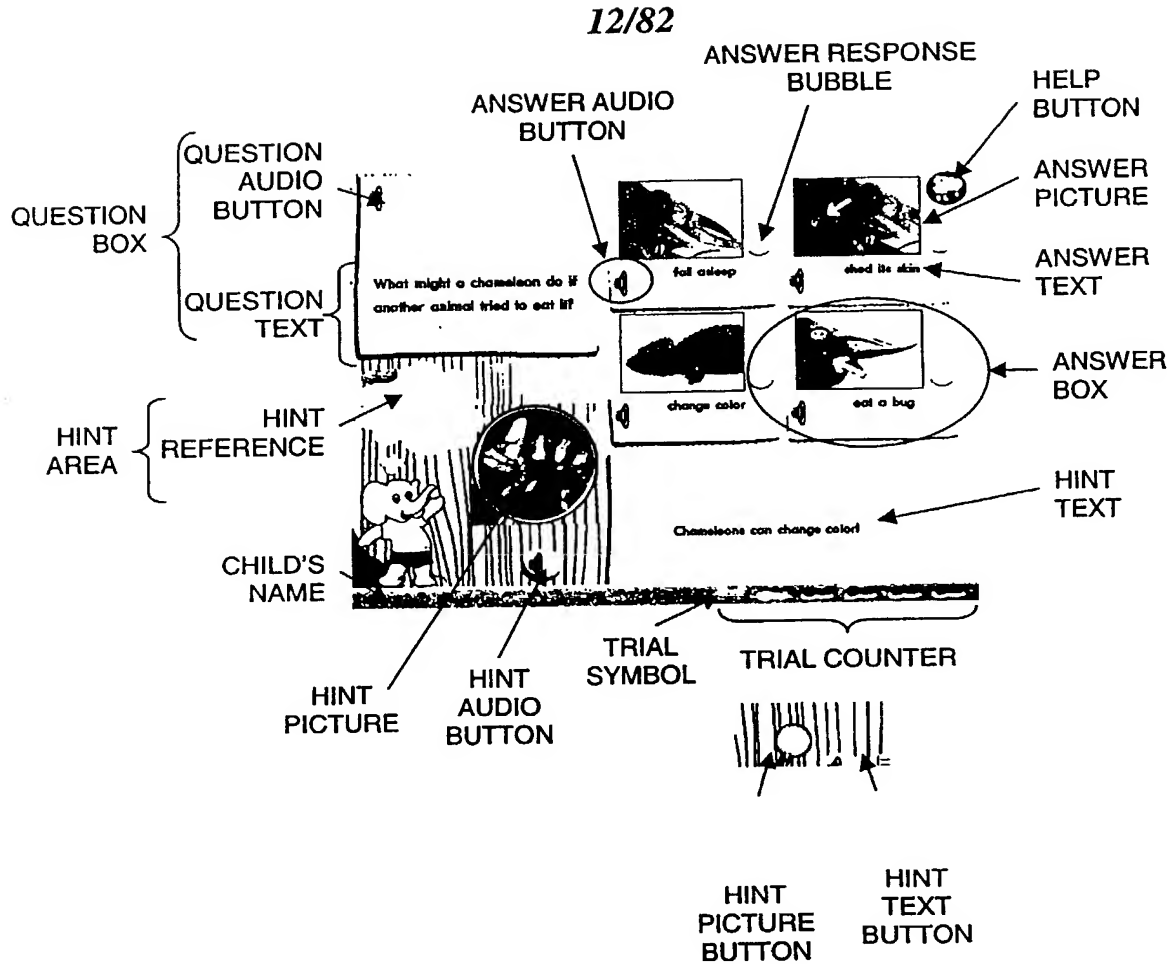 12/82
ANSWER RESPONSE
BUBBLE
HELP
BUTTON
ANSWER AUDIO
BUTTON
QUESTION
AUDIO
BUTTON
QUESTION
BOX
ANSWER
PICTURE
What might a chameleon do if
another animal tried to eat it?
fall asleep
shed its skin
ANSWER
TEXT
QUESTION
TEXT
change color
eat a bug
ANSWER
BOX
HINT
REFERENCE
HINT
AREA
HINT
TEXT
Chameleons can change color!
CHILD'S
NAME
TRIAL
SYMBOL
TRIAL COUNTER
HINT
PICTURE
HINT
AUDIO
BUTTON
HINT
PICTURE
BUTTON
HINT
TEXT
BUTTON